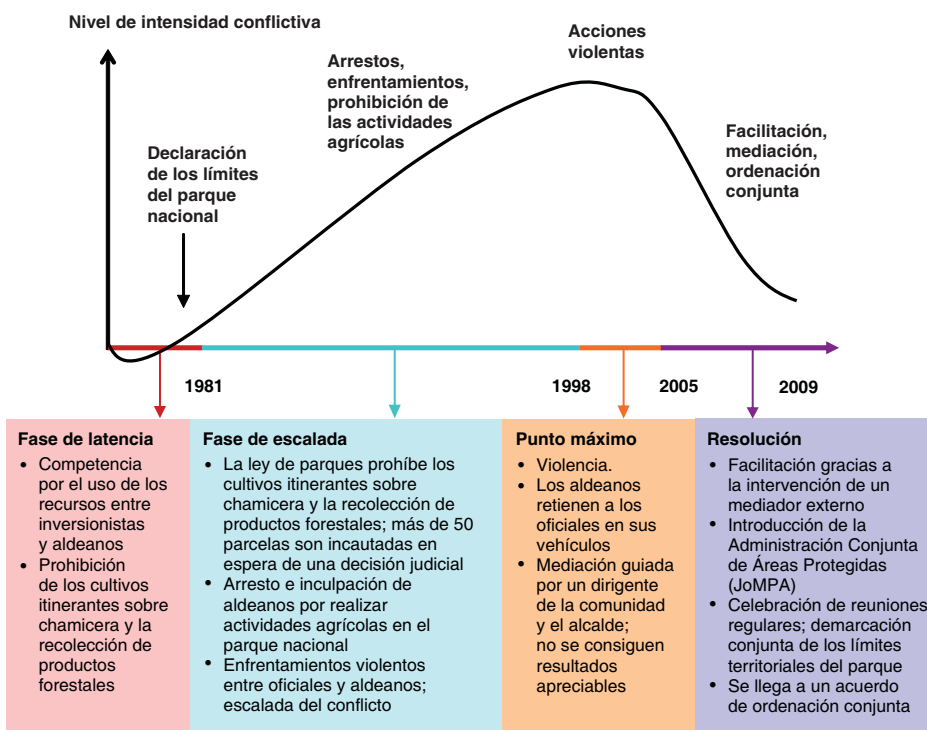 Nivel de intensidad conflictiva
Acciones
violentas
Arrestos,
enfrentamientos,
prohibición de
las actividades
agrícolas
Facilitación,
mediación,
ordenación
conjunta
Declaración
de los límites
del parque
nacional
1981
1998
2005
2009
Fase de latencia
• Competencia
por el uso de los
recursos entre
inversionistas
y aldeanos
• Prohibición
de los cultivos
itinerantes sobre
chamicera y la
recolección de
productos
forestales
Fase de escalada
• La ley de parques prohíbe los
cultivos itinerantes sobre
chamicera y la recolección de
productos forestales; más de 50
parcelas son incautadas en
espera de una decisión judicial
• Arresto e inculpación de
aldeanos por realizar
actividades agrícolas en el
parque nacional
• Enfrentamientos violentos
entre oficiales y aldeanos;
escalada del conflicto
Punto máximo
• Violencia.
• Los aldeanos
retienen a los
oficiales en sus
vehículos
• Mediación guiada
por un dirigente
de la comunidad
y el alcalde;
no se consiguen
resultados
apreciables
Resolución
• Facilitación gracias a
la intervención de un
mediador externo
• Introducción de la
Administración Conjunta
de Áreas Protegidas
(JoMPA)
• Celebración de reuniones
regulares; demarcación
conjunta de los límites
territoriales del parque
• Se llega a un acuerdo
de ordenación conjunta